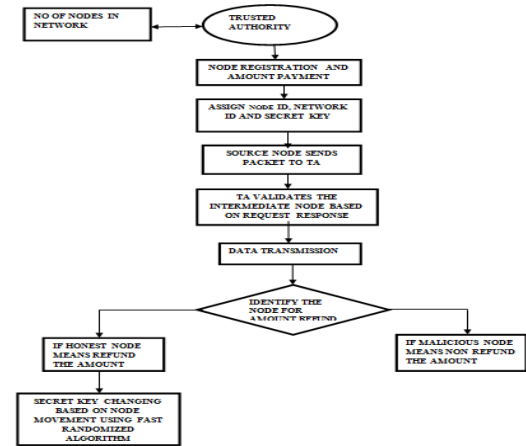 NO OF NODES IN
NETWORK
TRUSTED
AUTHORITY
NODE REGISTRATION AND
AMOUNT PAYMENT
ASSIGN NODE ID, NETWORK
ID AND SECRET KEY
SOURCE NODE SENDS
PACKET TO TA
TA VALIDATES THE
INTERMEDIATE NODE BASED
ON REQUEST RESPONSE
DATA TRANSMISSION
IDENTIFY THE
NODE FOR
AMOUNT REFUND
IF HONEST NODE
MEANS REFUND
THE AMOUNT
IF MALICIOUS NODE
MEANS NON REFUND
THE AMOUNT
SECRET KEY CHANGING
BASED ON NODE
MOVEMENT USING FAST
RANDOMIZED
ALGORITHM